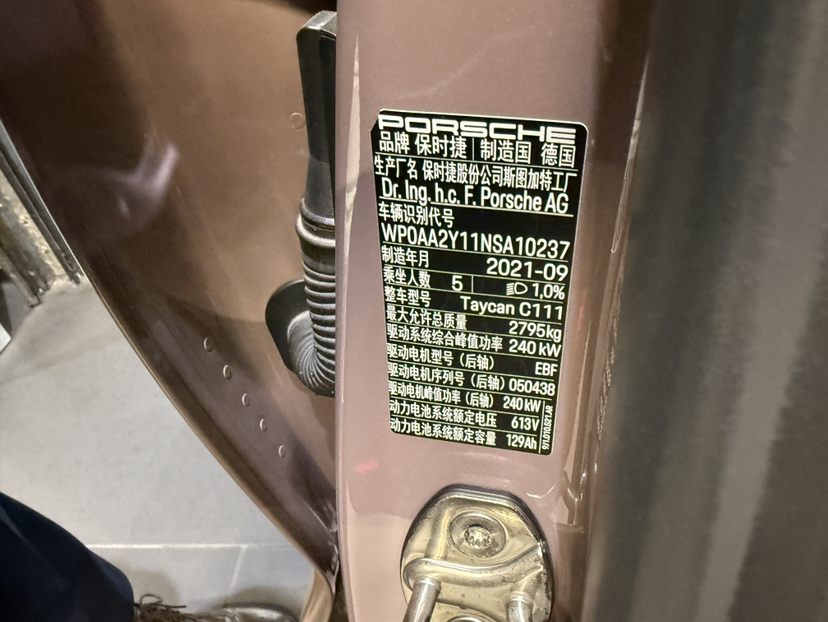 PORSCHE
品牌 保时捷 制造国 德国
生产厂名 保时捷股份公司斯图加特工厂
Dr. Ing. h.c. F. Porsche AG
车辆识别代号
WP0AA2Y11NSA10237
制造年月 2021-09
乘坐人数 5 1,0%
整车型号 Taycan C111
最大允许总质量 2795kg
驱动系统综合峰值功率 240 kW
驱动电机型号（后轴） EBF
驱动电机序列号（后轴）050438
驱动电机峰值功率（后轴） 240 kW
动力电池系统额定电压 613V
动力电池系统额定容量 129Ah